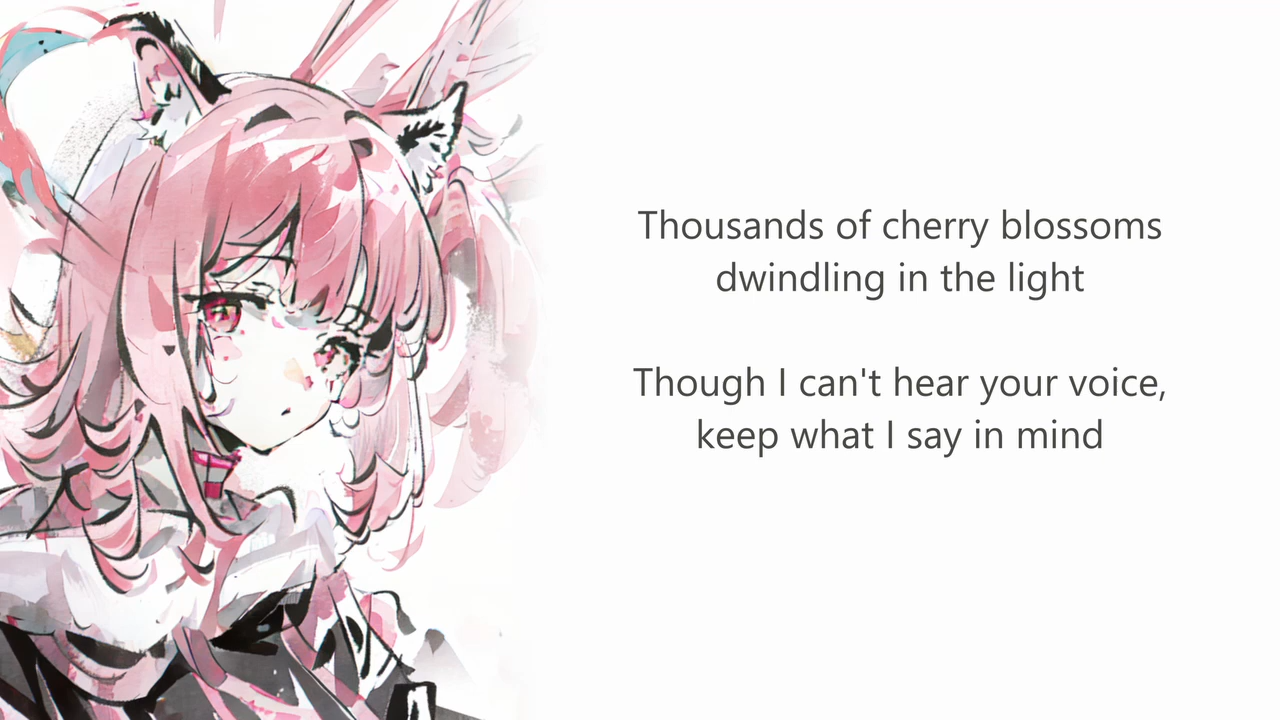 Thousands of cherry blossoms
dwindling in the light
Though I can't hear your voice,
keep what I say in mind